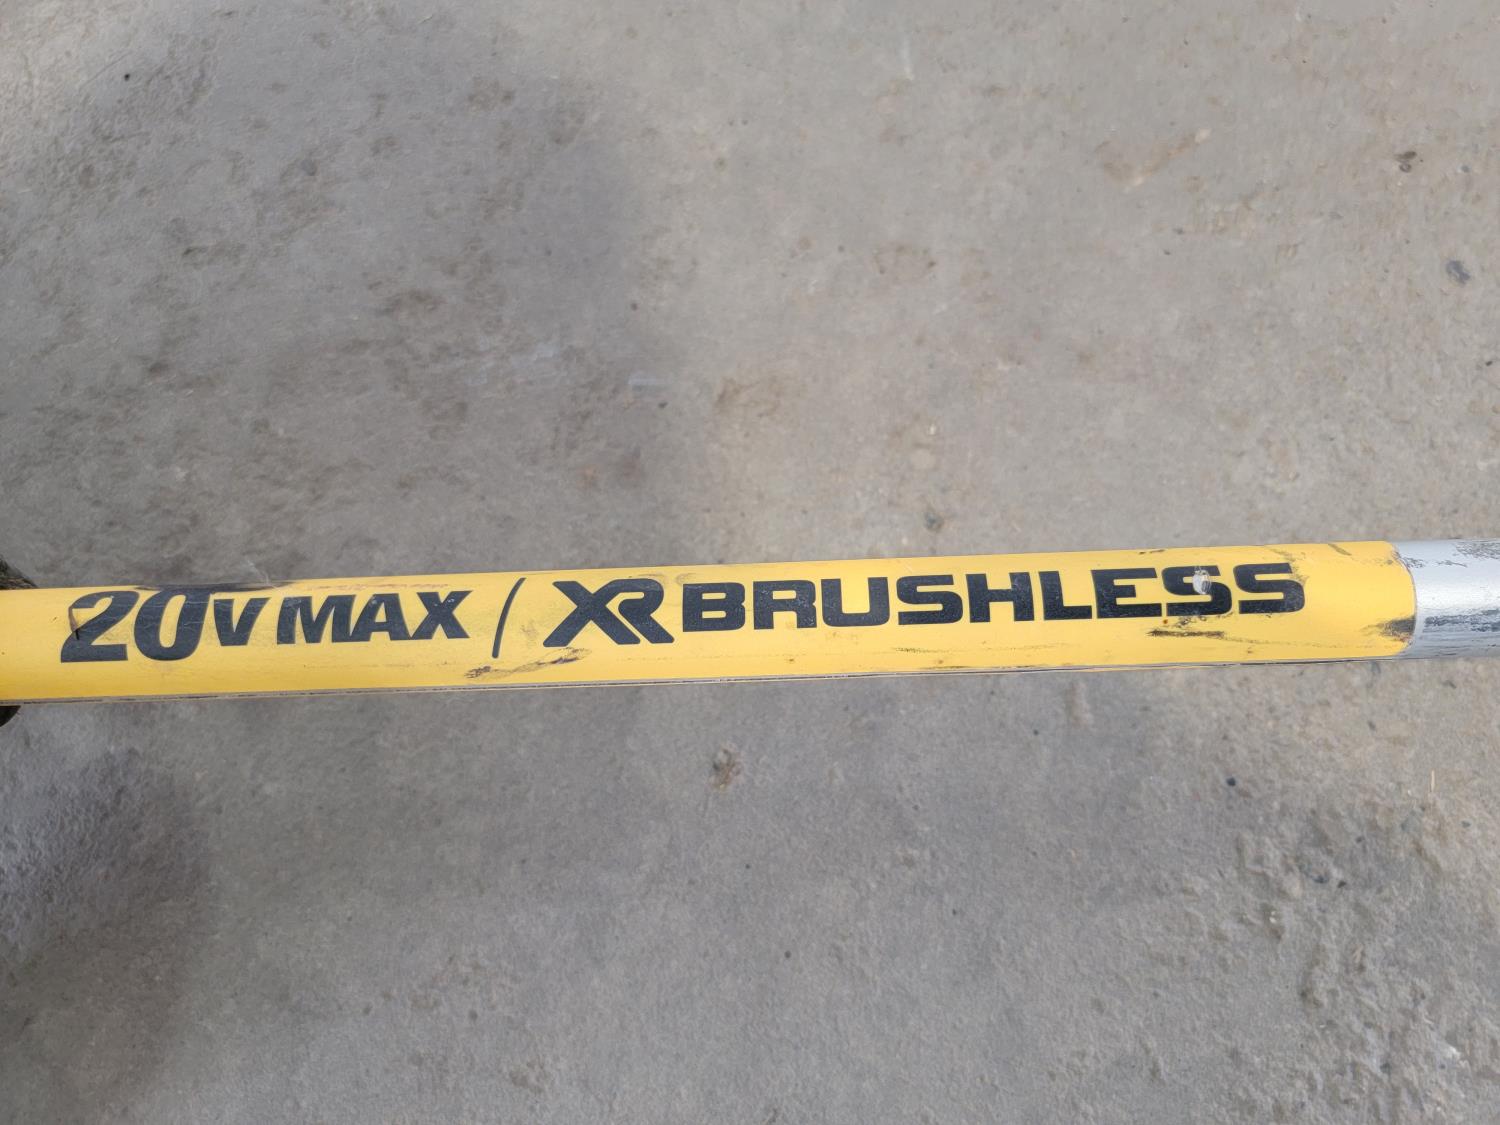 20V MAX / XR BRUSHLESS